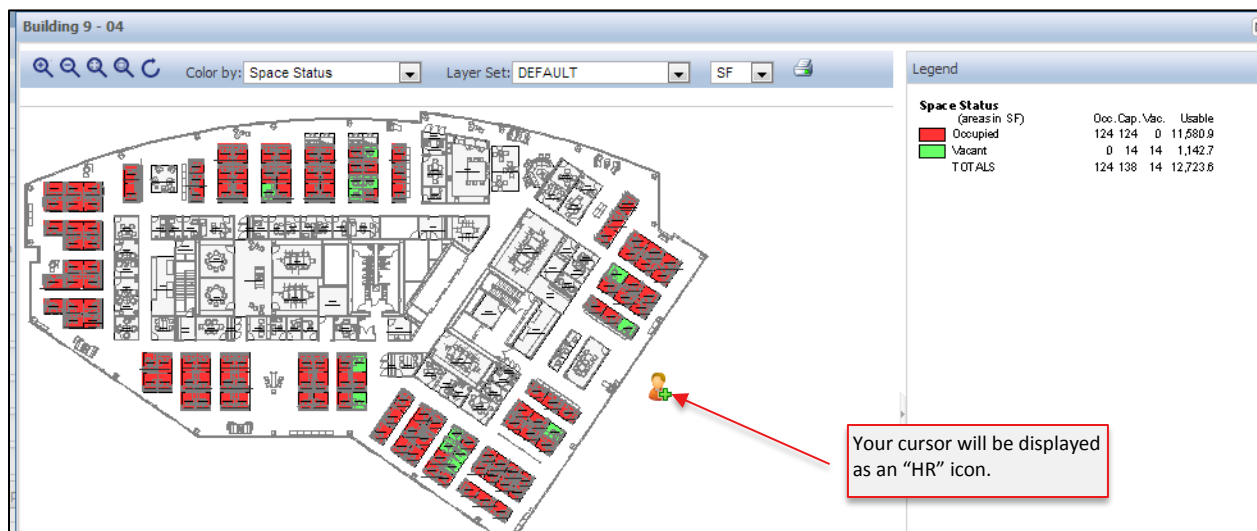 Building 9 - 04
Color by: Space Status Layer Set: DEFAULT SF
Legend
Space Status
(areas in SF) Occ. Cap. Vac. Usable
Occupied 124 124 0 11,580.9
Vacant 0 14 14 1,142.7
TOTALS 124 138 14 12,723.6
Your cursor will be displayed
as an “HR” icon.